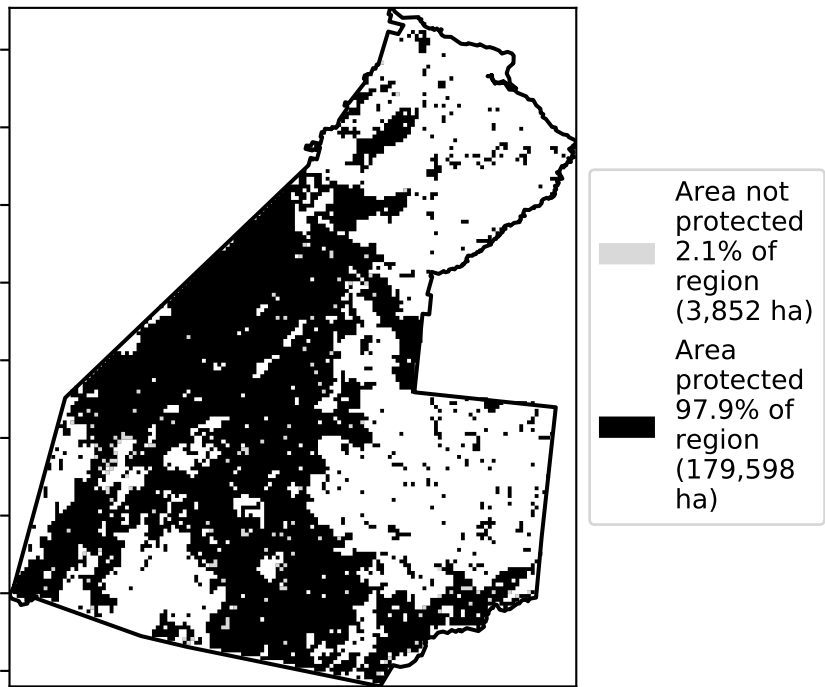 Area not
protected
2.1% of
region
(3,852 ha)
Area
protected
97.9% of
region
(179,598
ha)